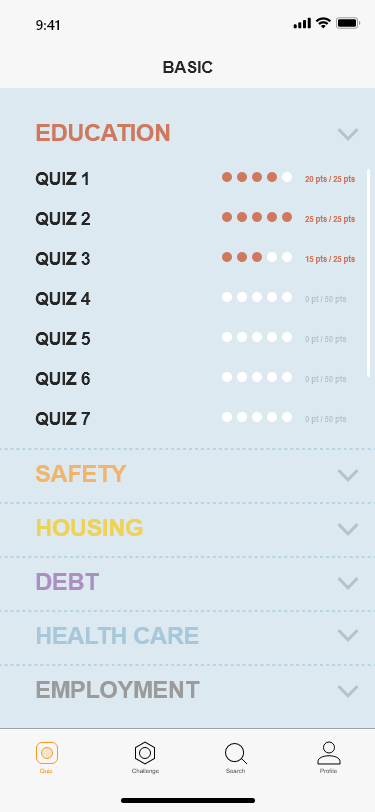 9:41
BASIC
EDUCATION
QUIZ 1 20 pts / 25 pts
QUIZ 2 25 pts / 25 pts
QUIZ 3 15 pts / 25 pts
QUIZ 4 0 pt / 50 pts
QUIZ 5 0 pt / 50 pts
QUIZ 6 0 pt / 50 pts
QUIZ 7 0 pt / 50 pts
SAFETY
HOUSING
DEBT
HEALTH CARE
EMPLOYMENT
Quiz Challenge Search Profile